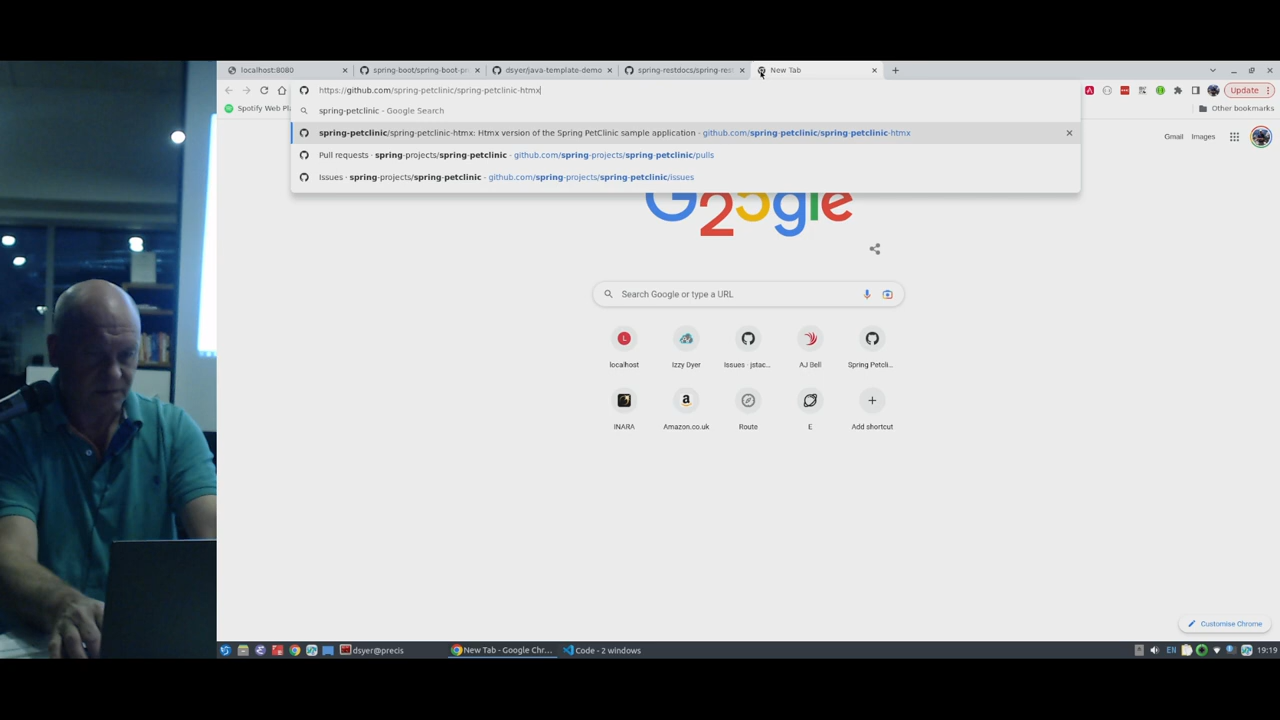 localhost:8080
spring-boot/spring-boot-pr
dsyer/java-template-demo
spring-restdocs/spring-rest
New Tab
https://github.com/spring-petclinic/spring-petclinic-htmx
Update
Spotify Web Pl
spring-petclinic - Google Search
Other bookmarks
spring-petclinic/spring-petclinic-htmx: Htmx version of the Spring PetClinic sample application - github.com/spring-petclinic/spring-petclinic-htmx
Gmail Images
Pull requests · spring-projects/spring-petclinic - github.com/spring-projects/spring-petclinic/pulls
Issues · spring-projects/spring-petclinic - github.com/spring-projects/spring-petclinic/issues
G25gle
Search Google or type a URL
L
localhost
Izzy Dyer
Issues · jstac...
AJ Bell
Spring Petcli...
a
INARA
Amazon.co.uk
Route
E
Add shortcut
Customise Chrome
dsyer@precis
New Tab - Google Chr...
Code - 2 windows
EN
19:19